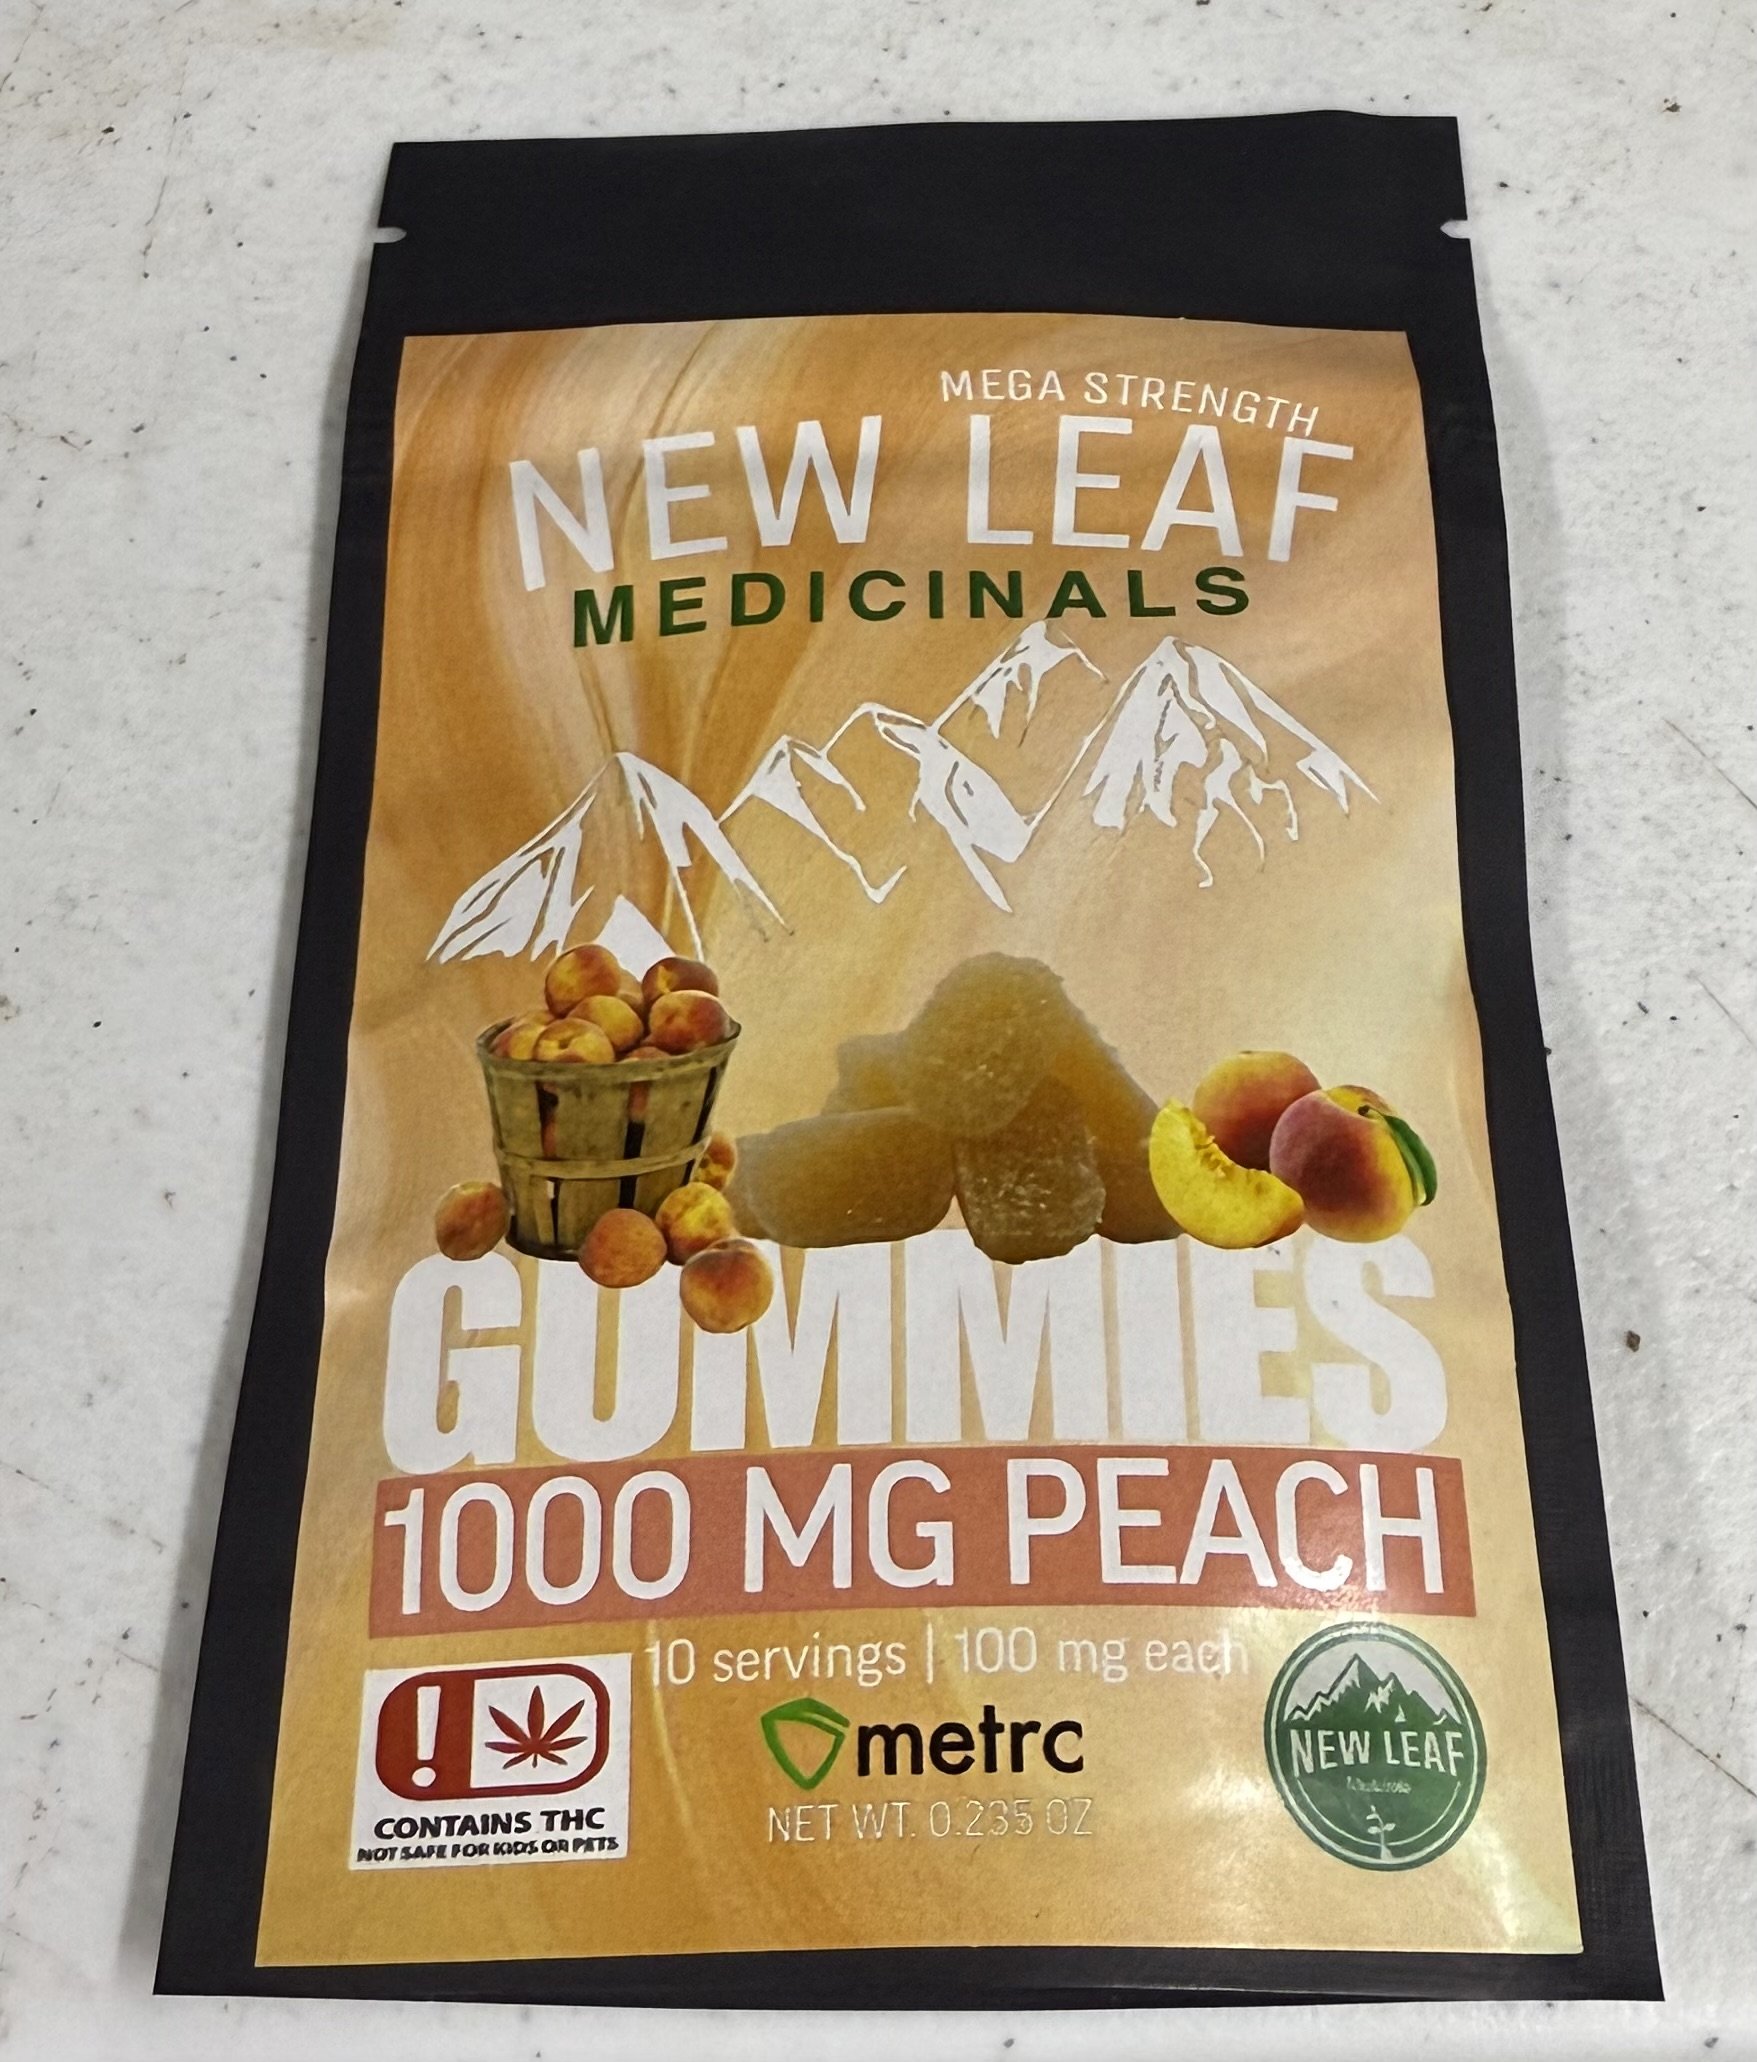 MEGA STRENGTH
NEW LEAF
MEDICINALS
GUMMIES
1000 MG PEACH
10 servings | 100 mg each
!
CONTAINS THC
NOT SAFE FOR KIDS OR PETS
metrc
NET WT. 0.235 OZ
NEW LEAF